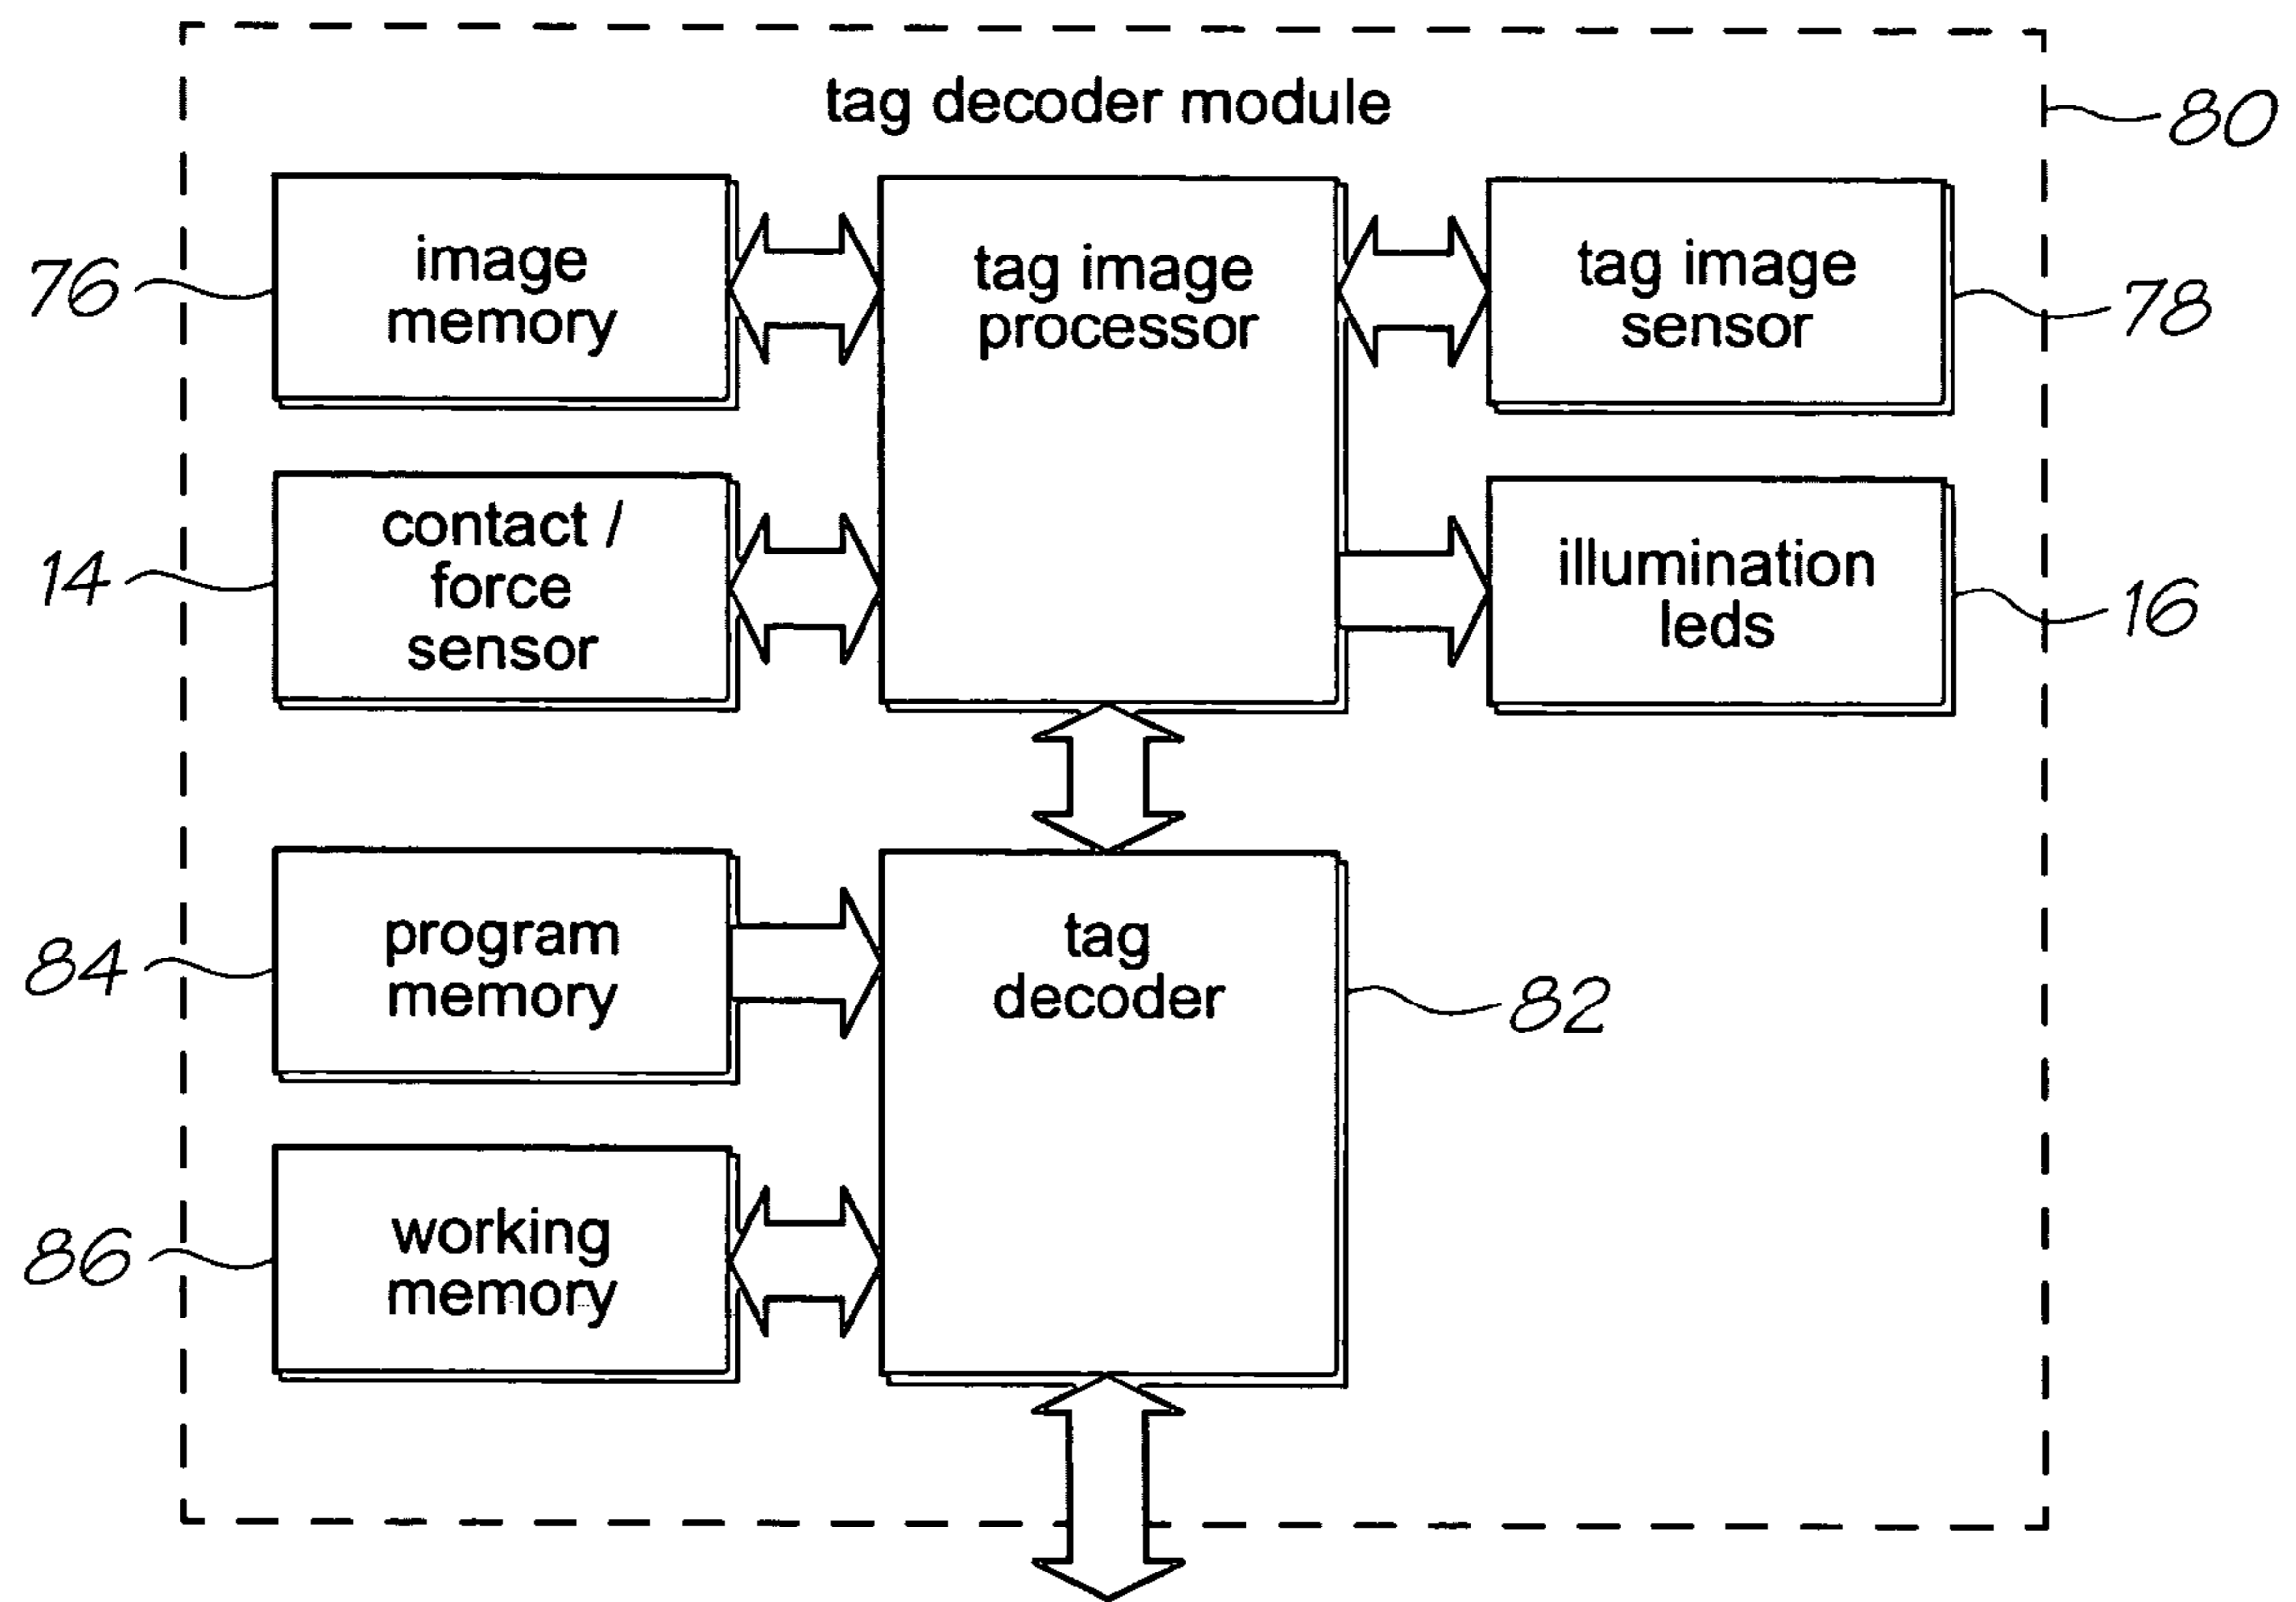 tag decoder module
80
image
memory
76
tag image
processor
tag image
sensor
78
contact /
force
sensor
14
illumination
leds
16
program
memory
84
tag
decoder
82
working
memory
86